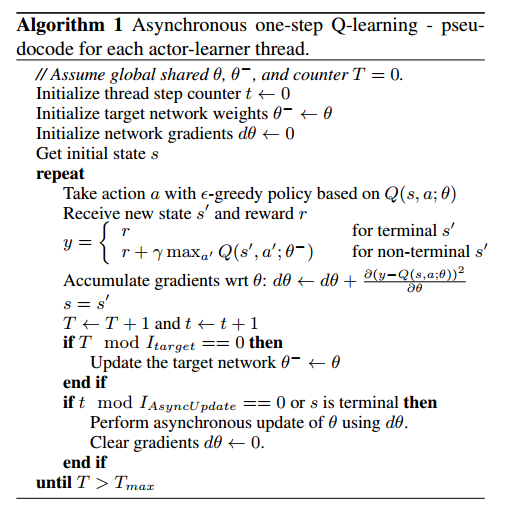 Algorithm 1 Asynchronous one-step Q-learning - pseu-
docode for each actor-learner thread.
// Assume global shared θ, θ⁻, and counter T = 0.
Initialize thread step counter t ← 0
Initialize target network weights θ⁻ ← θ
Initialize network gradients dθ ← 0
Get initial state s
repeat
Take action a with ϵ-greedy policy based on Q(s, a; θ)
Receive new state s′ and reward r
y = { r for terminal s′
r + γ maxₐ′ Q(s′, a′; θ⁻) for non-terminal s′
Accumulate gradients wrt θ: dθ ← dθ + ∂(y−Q(s,a;θ))²/∂θ
s = s′
T ← T + 1 and t ← t + 1
if T mod I_target == 0 then
Update the target network θ⁻ ← θ
end if
if t mod I_AsyncUpdate == 0 or s is terminal then
Perform asynchronous update of θ using dθ.
Clear gradients dθ ← 0.
end if
until T > T_max